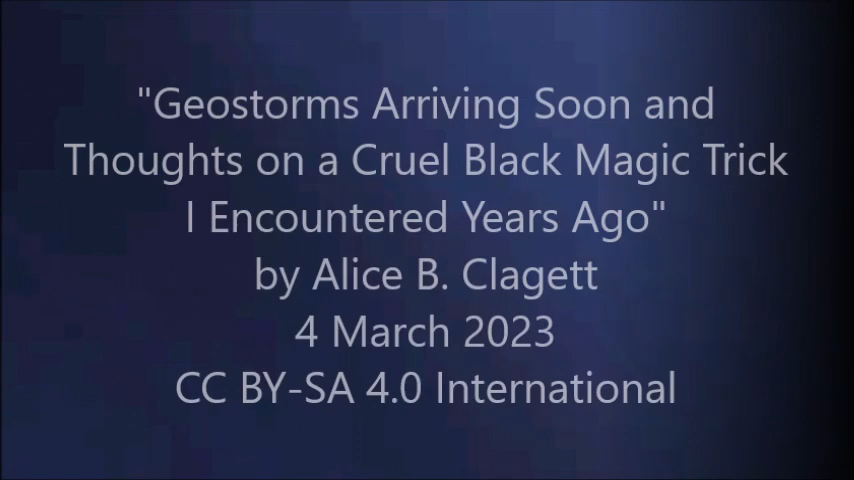 "Geostorms Arriving Soon and
Thoughts on a Cruel Black Magic Trick
I Encountered Years Ago"
by Alice B. Clagett
4 March 2023
CC BY-SA 4.0 International